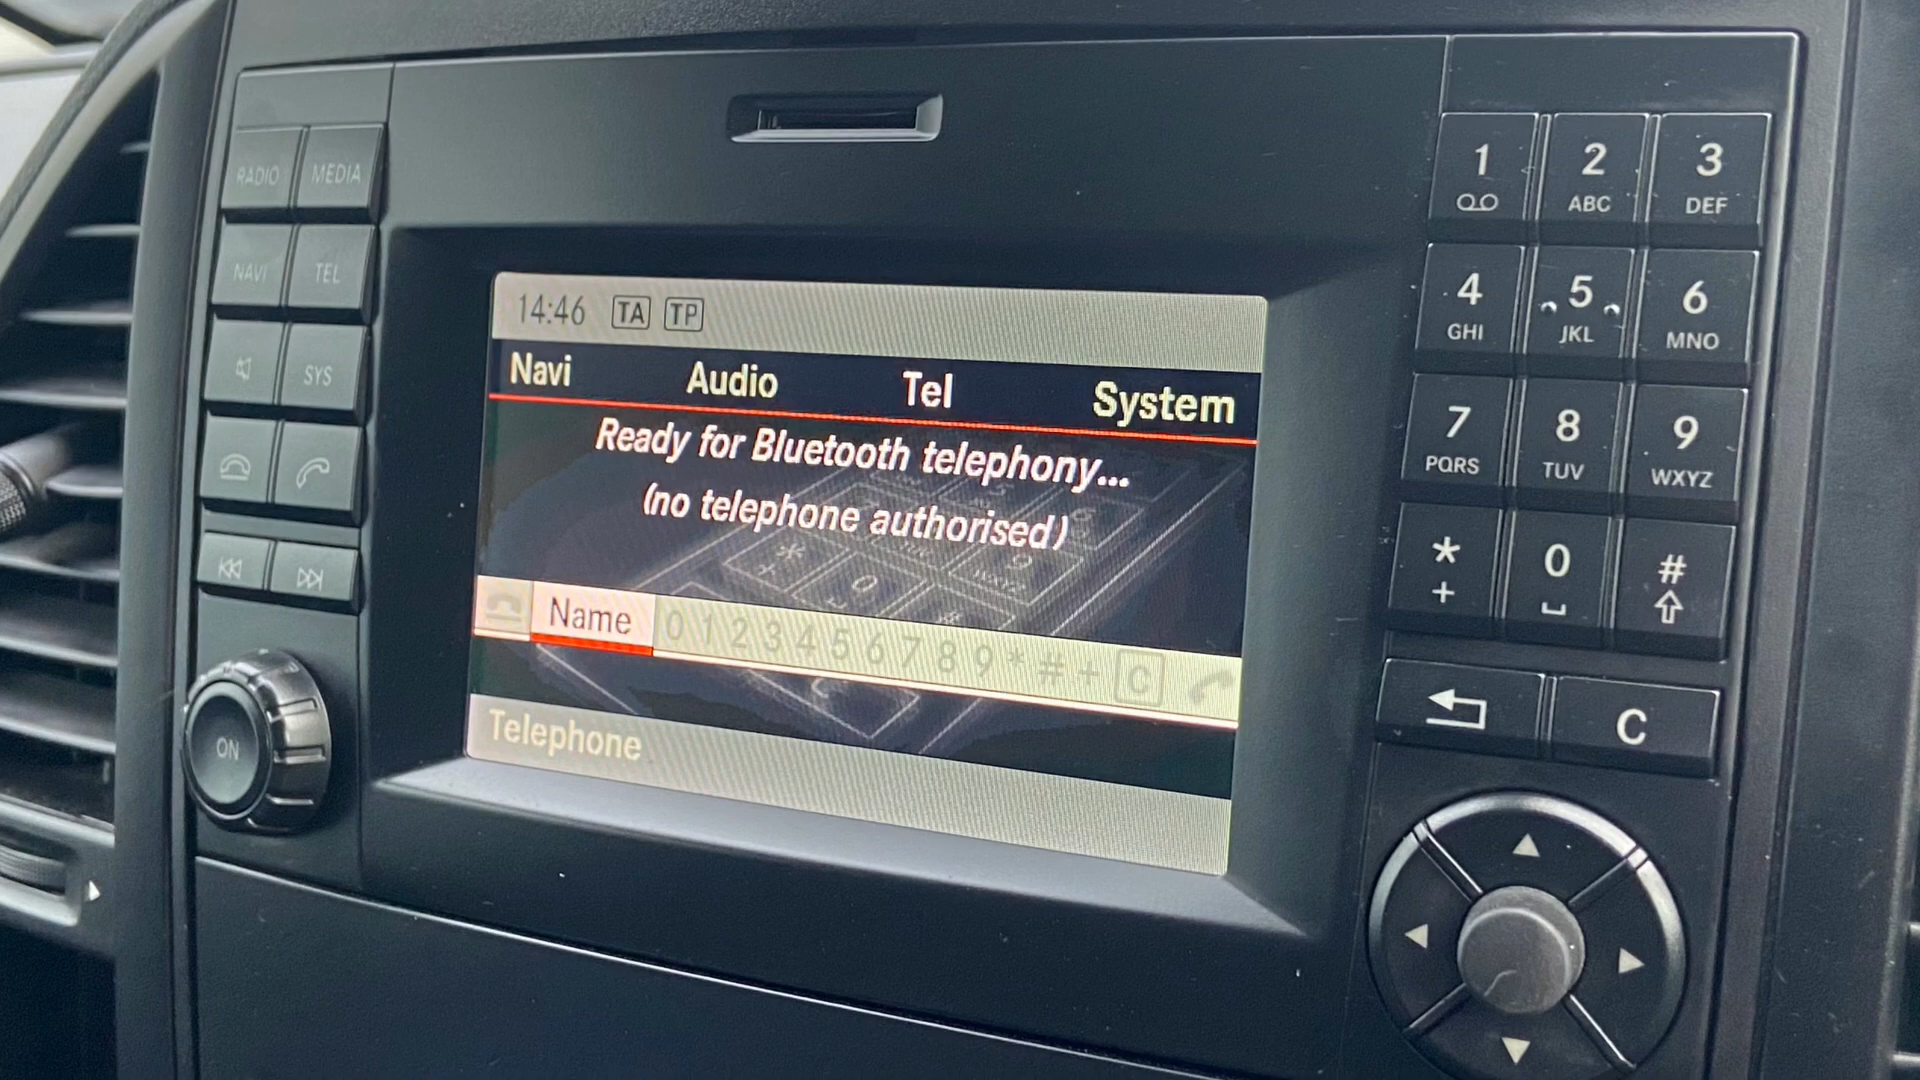 RADIO MEDIA
NAVI TEL
SYS
ON
14:46 TA TP
Navi Audio Tel System
Ready for Bluetooth telephony...
(no telephone authorised)
Name 0 1 2 3 4 5 6 7 8 9 * # + C
Telephone
1 2 3
ABC DEF
4 5 6
GHI JKL MNO
7 8 9
PQRS TUV WXYZ
* 0 #
+
C